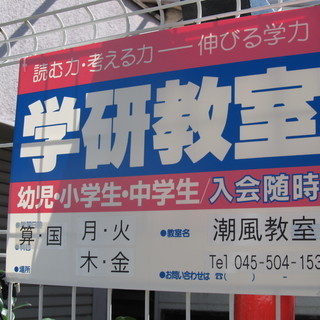 読む力・考える力──伸びる学力
学研教室
幼児・小学生・中学生/入会随時
算・国 月・火 ●教室名 潮風教室
木・金 Tel 045-504-153
●場所 ●お問い合わせは ☎( )